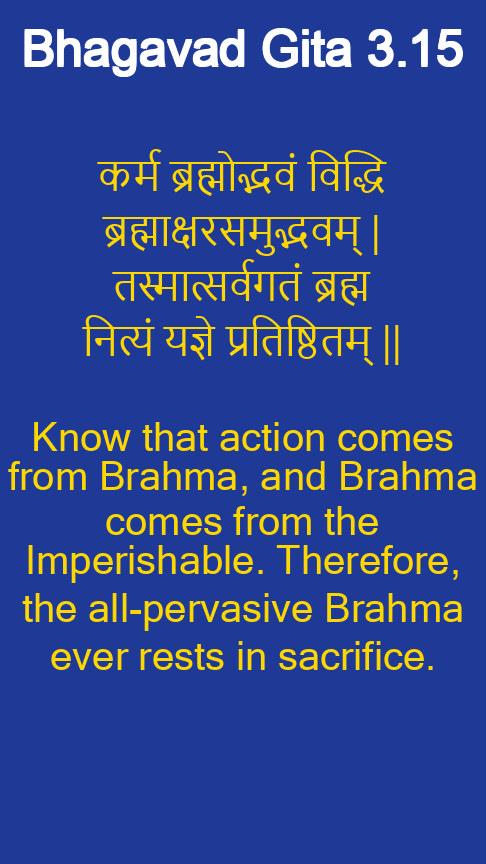 Bhagavad Gita 3.15
कर्म ब्रह्मोद्भवं विद्धि
ब्रह्माक्षरसमुद्भवम् |
तस्मात्सर्वगतं ब्रह्म
नित्यं यज्ञे प्रतिष्ठितम् ||
Know that action comes
from Brahma, and Brahma
comes from the
Imperishable. Therefore,
the all-pervasive Brahma
ever rests in sacrifice.